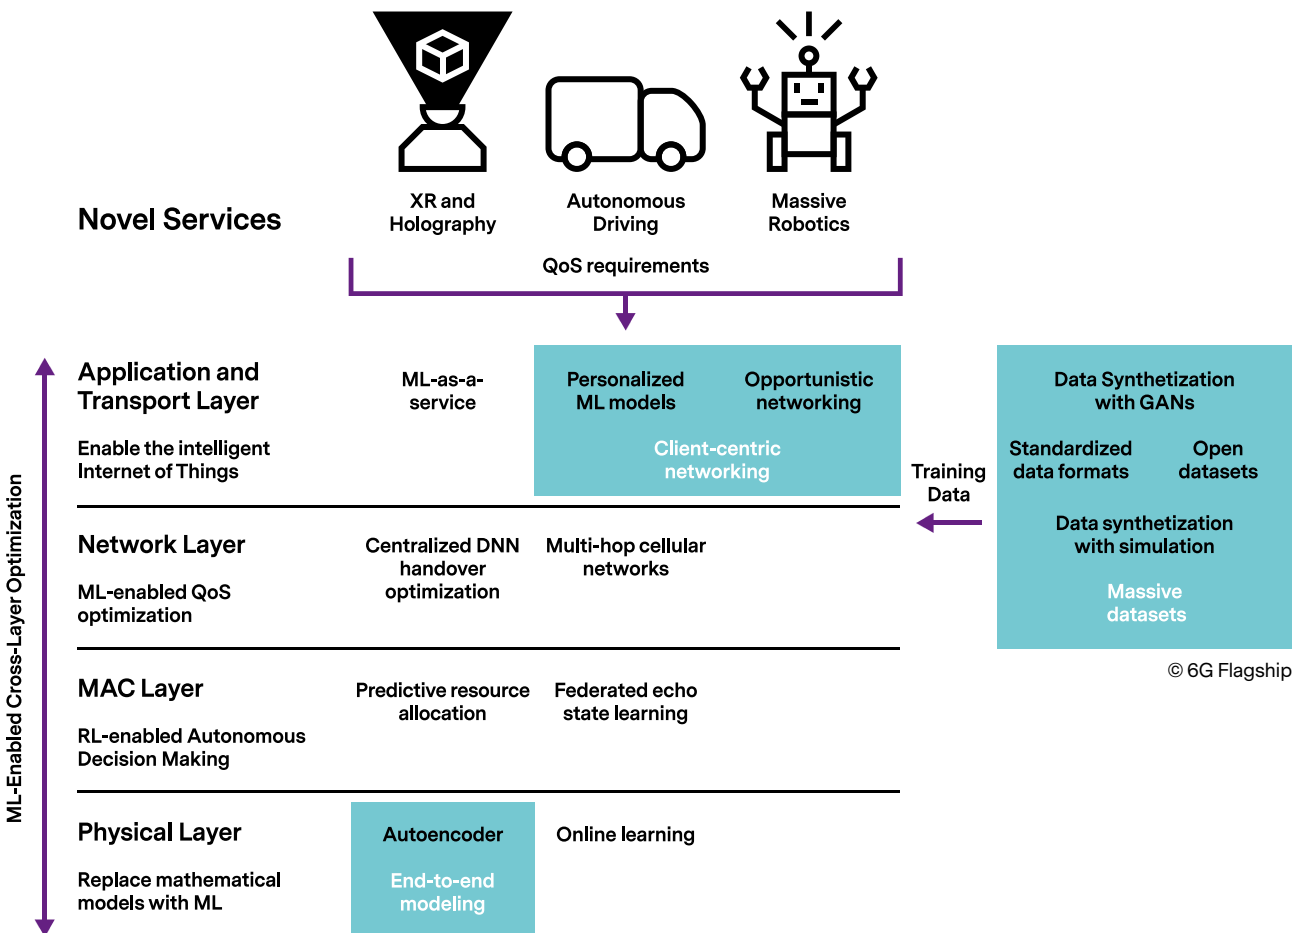 XR and
Holography
Autonomous
Driving
Massive
Robotics
Novel Services
QoS requirements
ML-Enabled Cross-Layer Optimization
Application and
Transport Layer
Enable the intelligent
Internet of Things
ML-as-a-
service
Personalized
ML models
Opportunistic
networking
Client-centric
networking
Training
Data
Data Synthetization
with GANs
Standardized
data formats
Open
datasets
Data synthetization
with simulation
Massive
datasets
© 6G Flagship
Network Layer
ML-enabled QoS
optimization
Centralized DNN
handover
optimization
Multi-hop cellular
networks
MAC Layer
RL-enabled Autonomous
Decision Making
Predictive resource
allocation
Federated echo
state learning
Physical Layer
Replace mathematical
models with ML
Autoencoder
End-to-end
modeling
Online learning